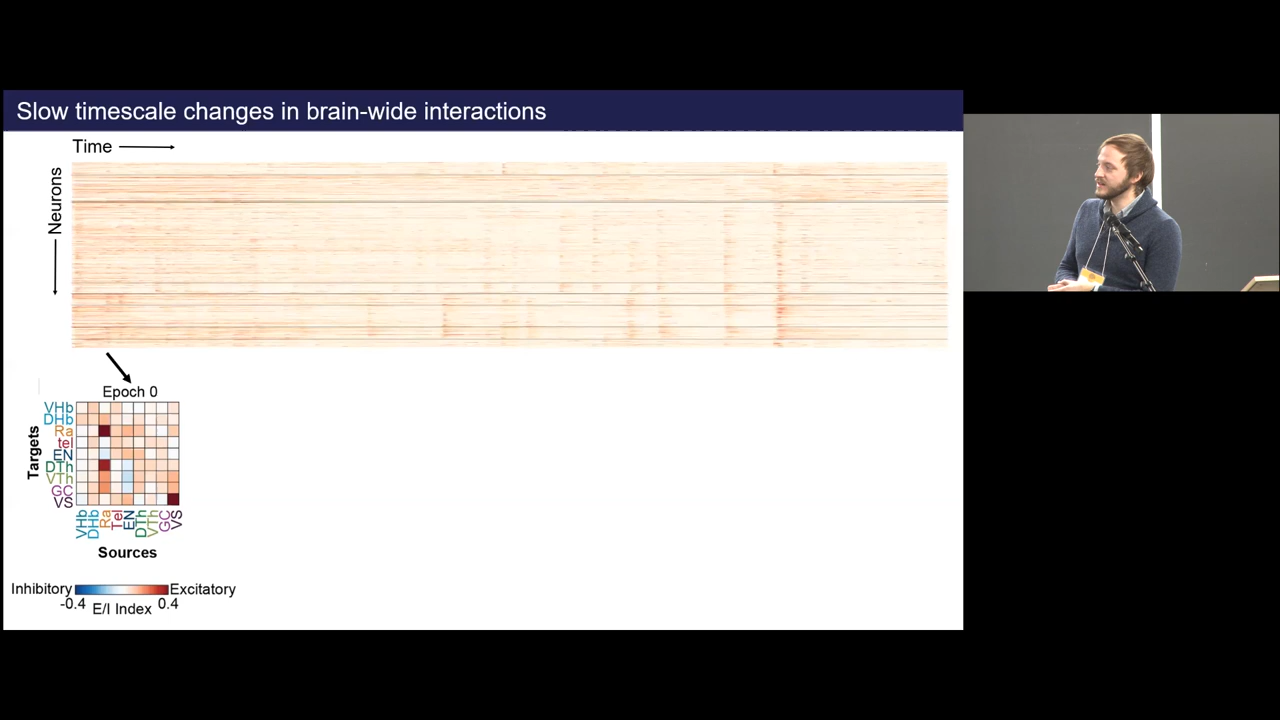 Slow timescale changes in brain-wide interactions
Time
Neurons
Epoch 0
Targets
VHb
DHb
Ra
tel
EN
DTh
VTh
GC
VS
VHb
DHb
Ra
Tel
EN
DTh
VTh
GC
VS
Sources
Inhibitory
Excitatory
-0.4
E/I Index
0.4